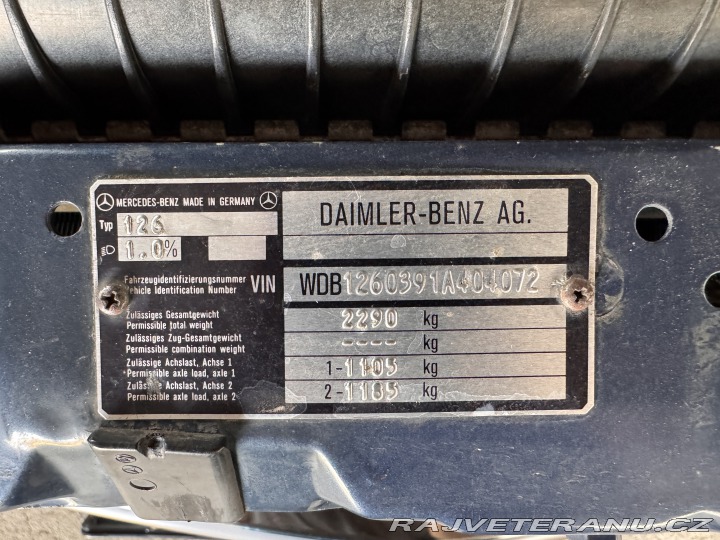 MERCEDES-BENZ MADE IN GERMANY
Typ 126
1.0%
DAIMLER-BENZ AG.
Fahrzeugidentifizierungsnummer
Vehicle Identification Number
VIN WDB1260391A404072
Zulässiges Gesamtgewicht
Permissible total weight
2290 kg
Zulässiges Zug-Gesamtgewicht
Permissible combination weight
---- kg
Zulässige Achslast, Achse 1
Permissible axle load, axle 1
1-1105 kg
Zulässige Achslast, Achse 2
Permissible axle load, axle 2
2-1185 kg
RAJVETERANU.CZ